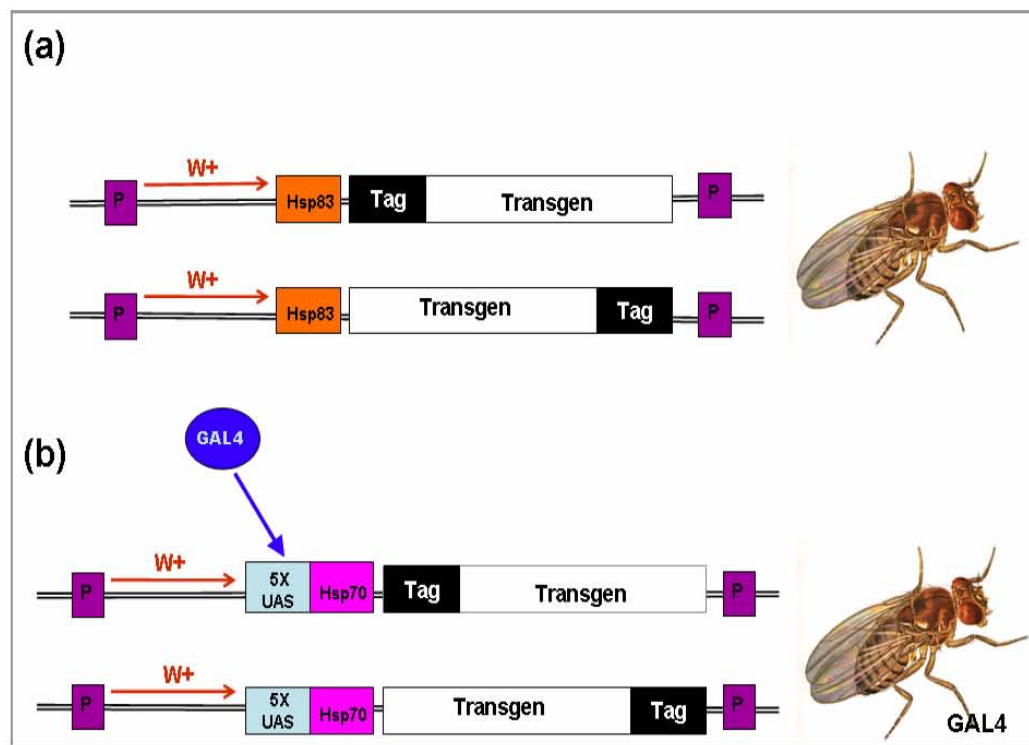 (a)
W+
P Hsp83 Tag Transgen P
W+
P Hsp83 Transgen Tag P
GAL4
(b)
W+
P 5X UAS Hsp70 Tag Transgen P
W+
P 5X UAS Hsp70 Transgen Tag P
GAL4